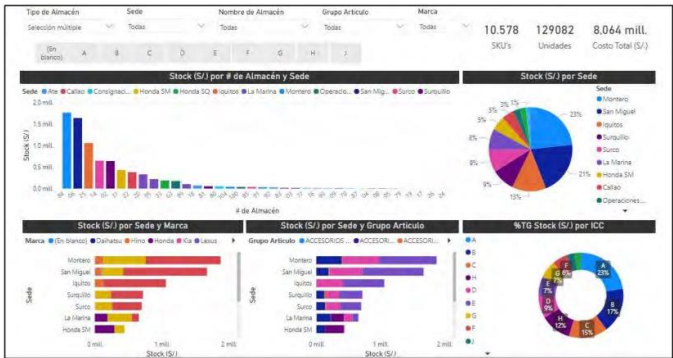 Tipo de Almacén Sede Nombre de Almacén Grupo Articulo Marca
Selección múltiple Todas Todas Todas Todas
10.578 129082 8.064 mill.
SKU's Unidades Costo Total (S/.)
(En blanco) A B C D E F G H J
Stock (S/.) por # de Almacén y Sede
Sede Ate Callao Consignaci... Honda SM Honda SQ Iquitos La Marina Montero Operacio... San Mig... Surco Surquillo
Stock (S/.)
2.0 mill.
1.5 mill.
1.0 mill.
0.5 mill.
0.0 mill.
# de Almacén
Stock (S/.) por Sede
23%
21%
15%
9%
8%
5%
3%
3%
1%
Sede
Montero
San Miguel
Iquitos
Surquillo
Surco
La Marina
Honda SM
Callao
Operaciones...
Stock (S/.) por Sede y Marca
Marca (En blanco) Daihatsu Hino Honda Kia Lexus
Sede
Montero
San Miguel
Iquitos
Surquillo
Surco
La Marina
Honda SM
0 mill. 1 mill. 2 mill.
Stock (S/.)
Stock (S/.) por Sede y Grupo Articulo
Grupo Articulo ACCESORIOS ... ACCESORI... ACCESORI...
Sede
Montero
San Miguel
Iquitos
Surquillo
Surco
La Marina
Honda SM
0 mill. 1 mill. 2 mill.
Stock (S/.)
%TG Stock (S/.) por ICC
A
B
C
H
D
E
G
F
J
A 23%
B 17%
C 15%
H 12%
D 9%
E 7%
G
F